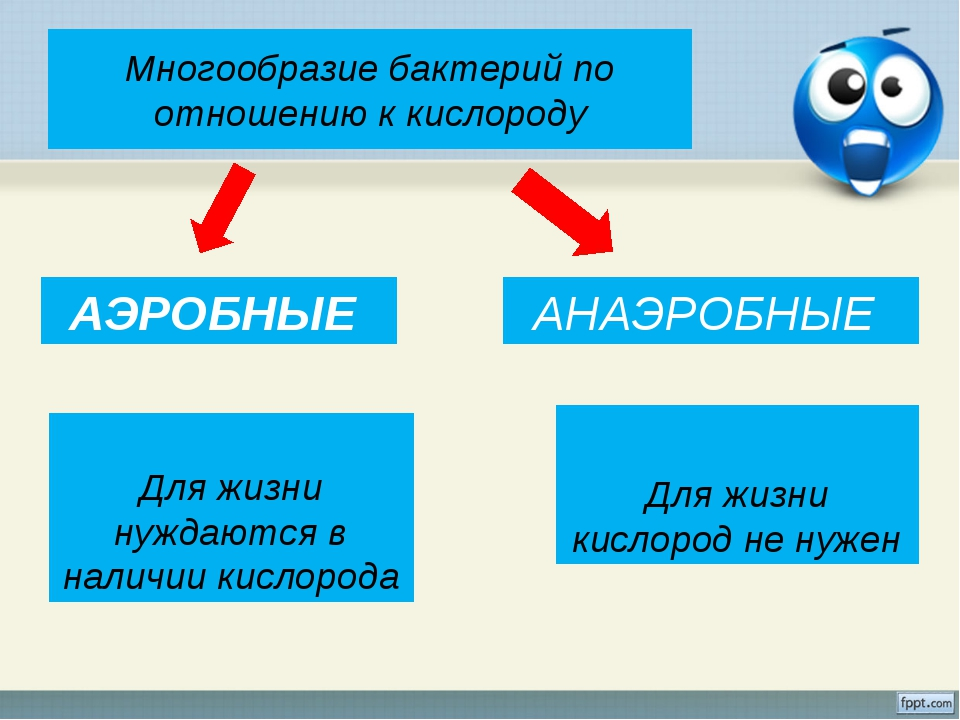 Многообразие бактерий по
отношению к кислороду
АЭРОБНЫЕ
АНАЭРОБНЫЕ
Для жизни
нуждаются в
наличии кислорода
Для жизни
кислород не нужен
fppt.com